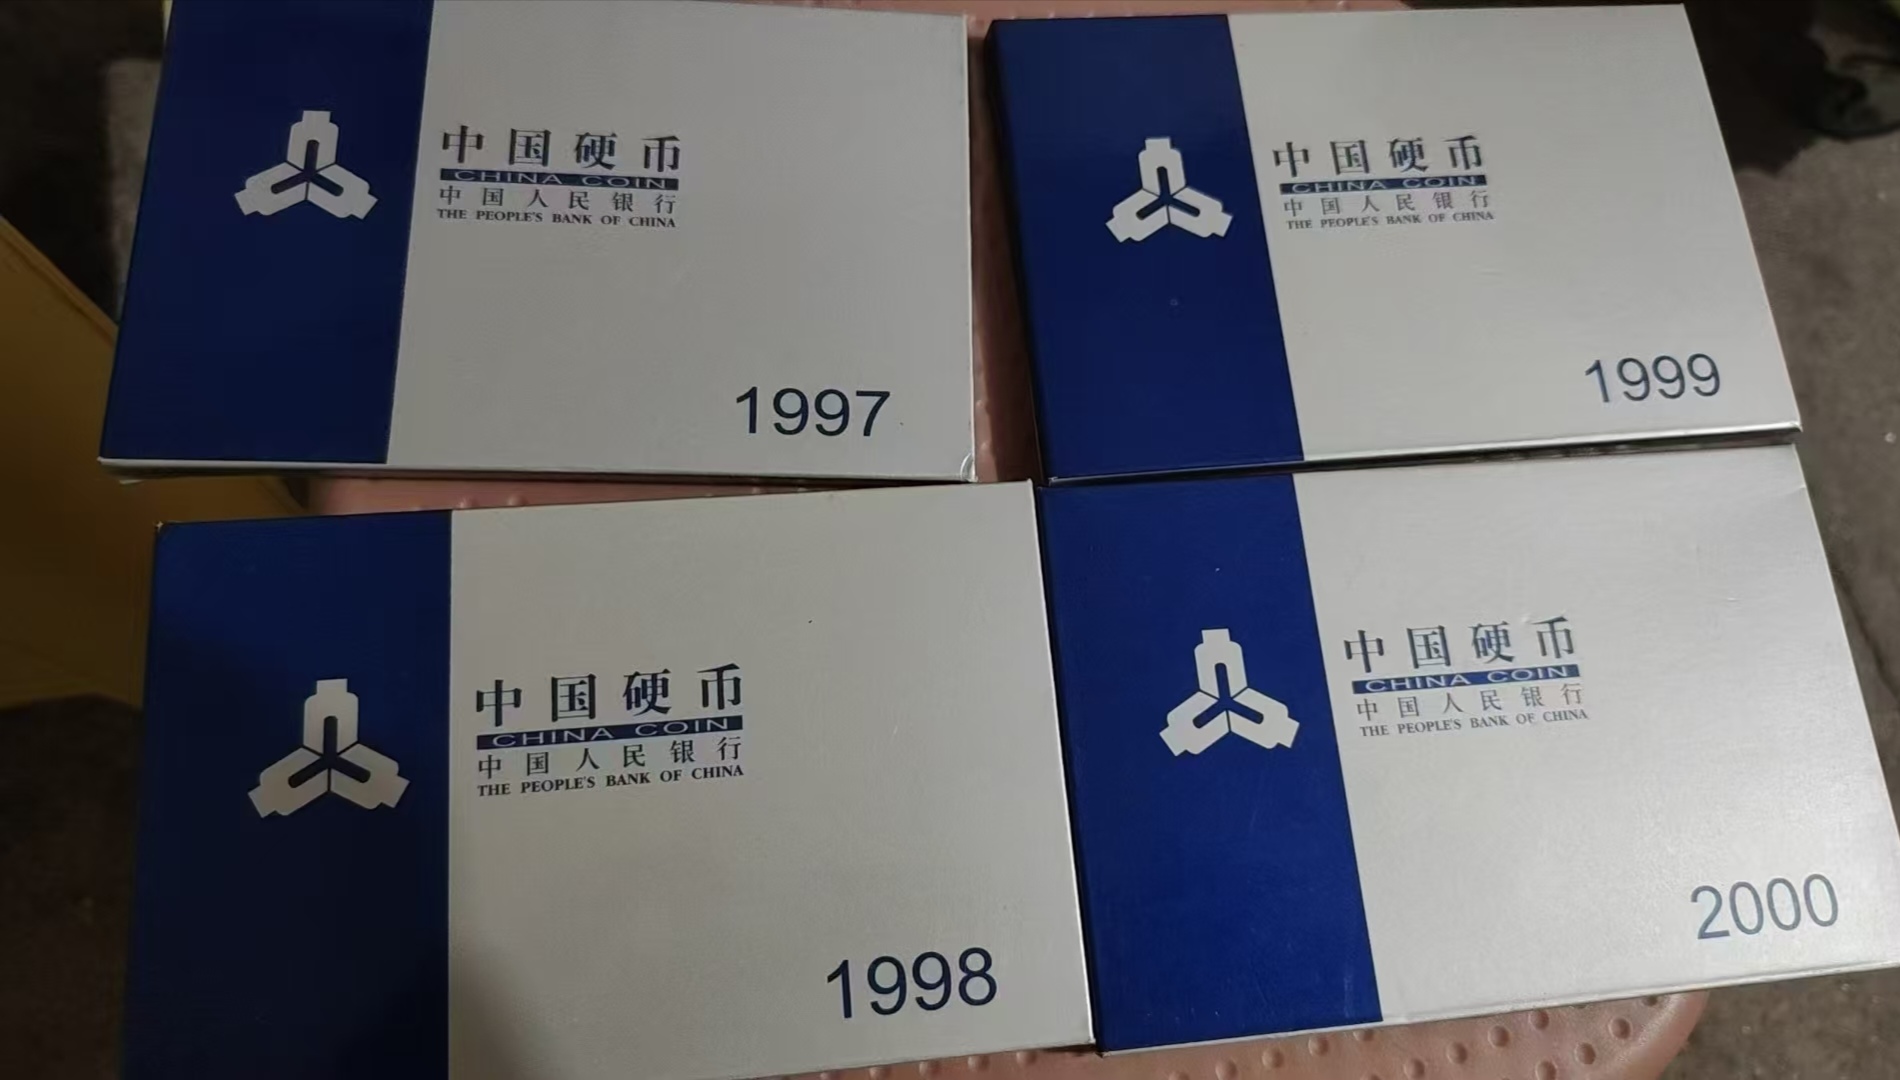 中国硬币
CHINA COIN
中国人民银行
THE PEOPLE'S BANK OF CHINA
1997
中国硬币
CHINA COIN
中国人民银行
THE PEOPLE'S BANK OF CHINA
1999
中国硬币
CHINA COIN
中国人民银行
THE PEOPLE'S BANK OF CHINA
1998
中国硬币
CHINA COIN
中国人民银行
THE PEOPLE'S BANK OF CHINA
2000